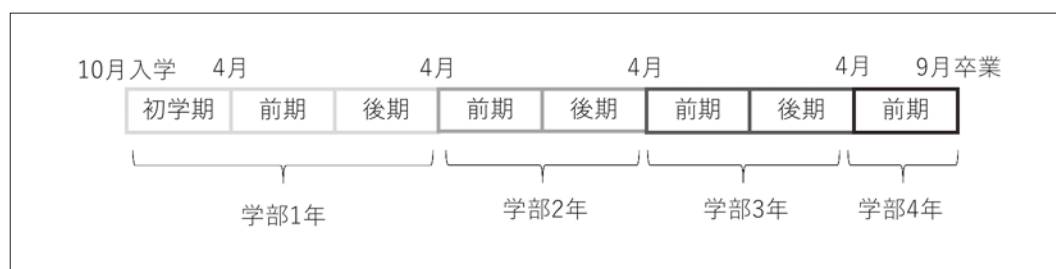 10月入学 4月 4月 4月 4月 9月卒業
初学期 前期 後期 前期 後期 前期 後期 前期
学部1年 学部2年 学部3年 学部4年